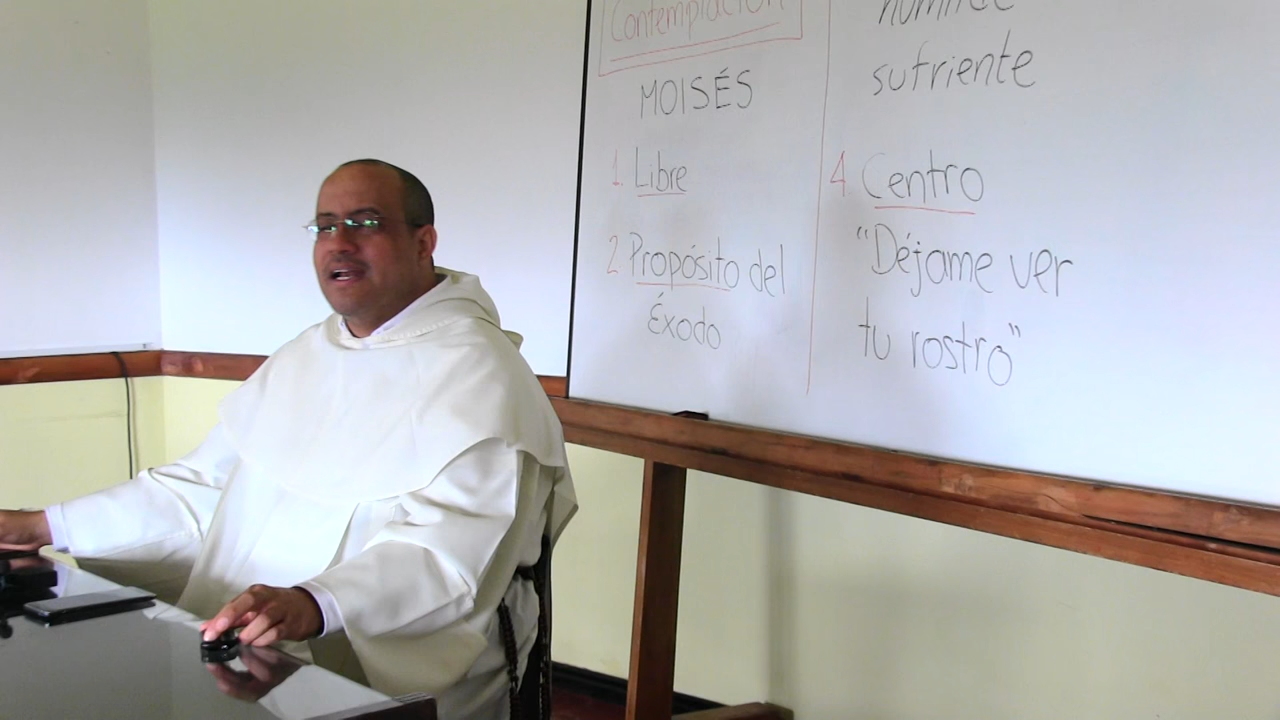 Contemplación
MOISÉS
1. Libre
2. Propósito del
Éxodo
sufriente
4 Centro
"Déjame ver
tu rostro"